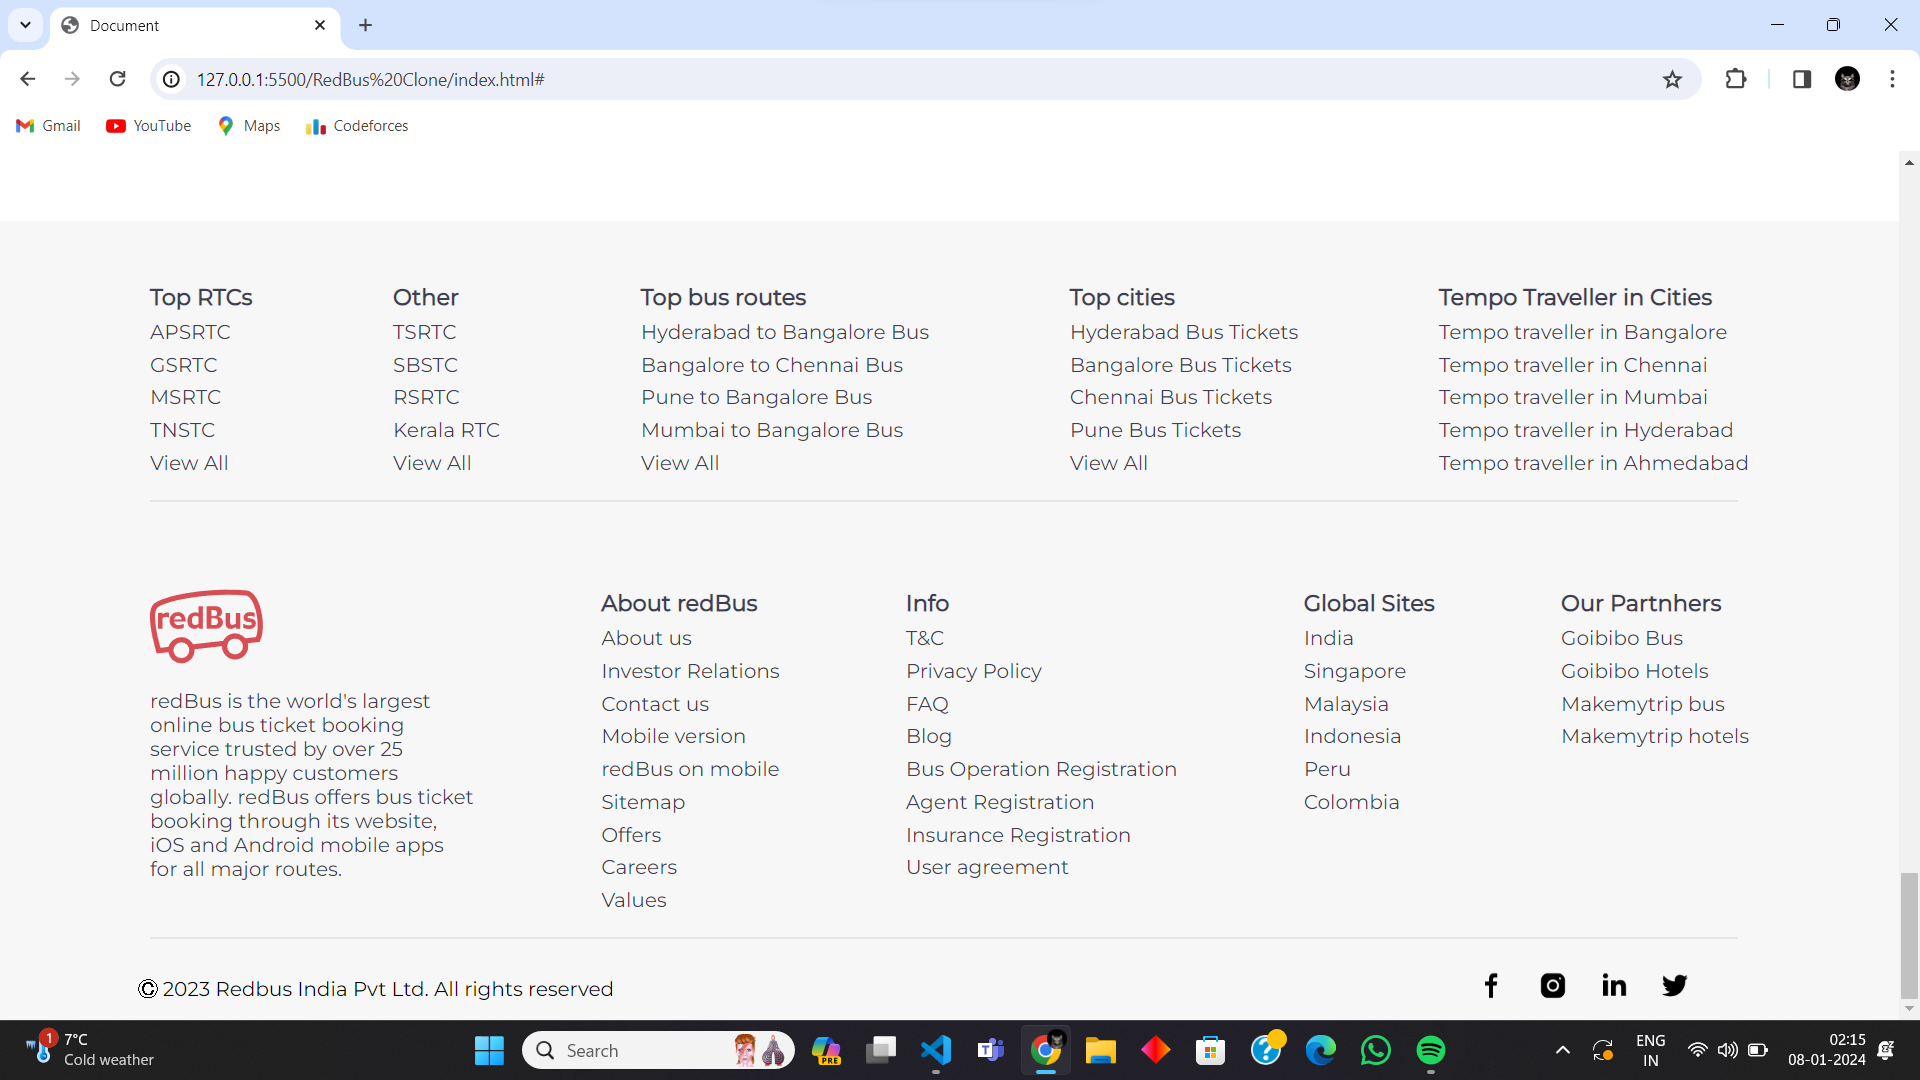 Document
127.0.0.1:5500/RedBus%20Clone/index.html#
Gmail
YouTube
Maps
Codeforces
Top RTCs
APSRTC
GSRTC
MSRTC
TNSTC
View All
Other
TSRTC
SBSTC
RSRTC
Kerala RTC
View All
Top bus routes
Hyderabad to Bangalore Bus
Bangalore to Chennai Bus
Pune to Bangalore Bus
Mumbai to Bangalore Bus
View All
Top cities
Hyderabad Bus Tickets
Bangalore Bus Tickets
Chennai Bus Tickets
Pune Bus Tickets
View All
Tempo Traveller in Cities
Tempo traveller in Bangalore
Tempo traveller in Chennai
Tempo traveller in Mumbai
Tempo traveller in Hyderabad
Tempo traveller in Ahmedabad
redBus
redBus is the world's largest
online bus ticket booking
service trusted by over 25
million happy customers
globally. redBus offers bus ticket
booking through its website,
iOS and Android mobile apps
for all major routes.
About redBus
About us
Investor Relations
Contact us
Mobile version
redBus on mobile
Sitemap
Offers
Careers
Values
Info
T&C
Privacy Policy
FAQ
Blog
Bus Operation Registration
Agent Registration
Insurance Registration
User agreement
Global Sites
India
Singapore
Malaysia
Indonesia
Peru
Colombia
Our Partnhers
Goibibo Bus
Goibibo Hotels
Makemytrip bus
Makemytrip hotels
© 2023 Redbus India Pvt Ltd. All rights reserved
1
7°C
Cold weather
Search
PRE
ENG
IN
02:15
08-01-2024